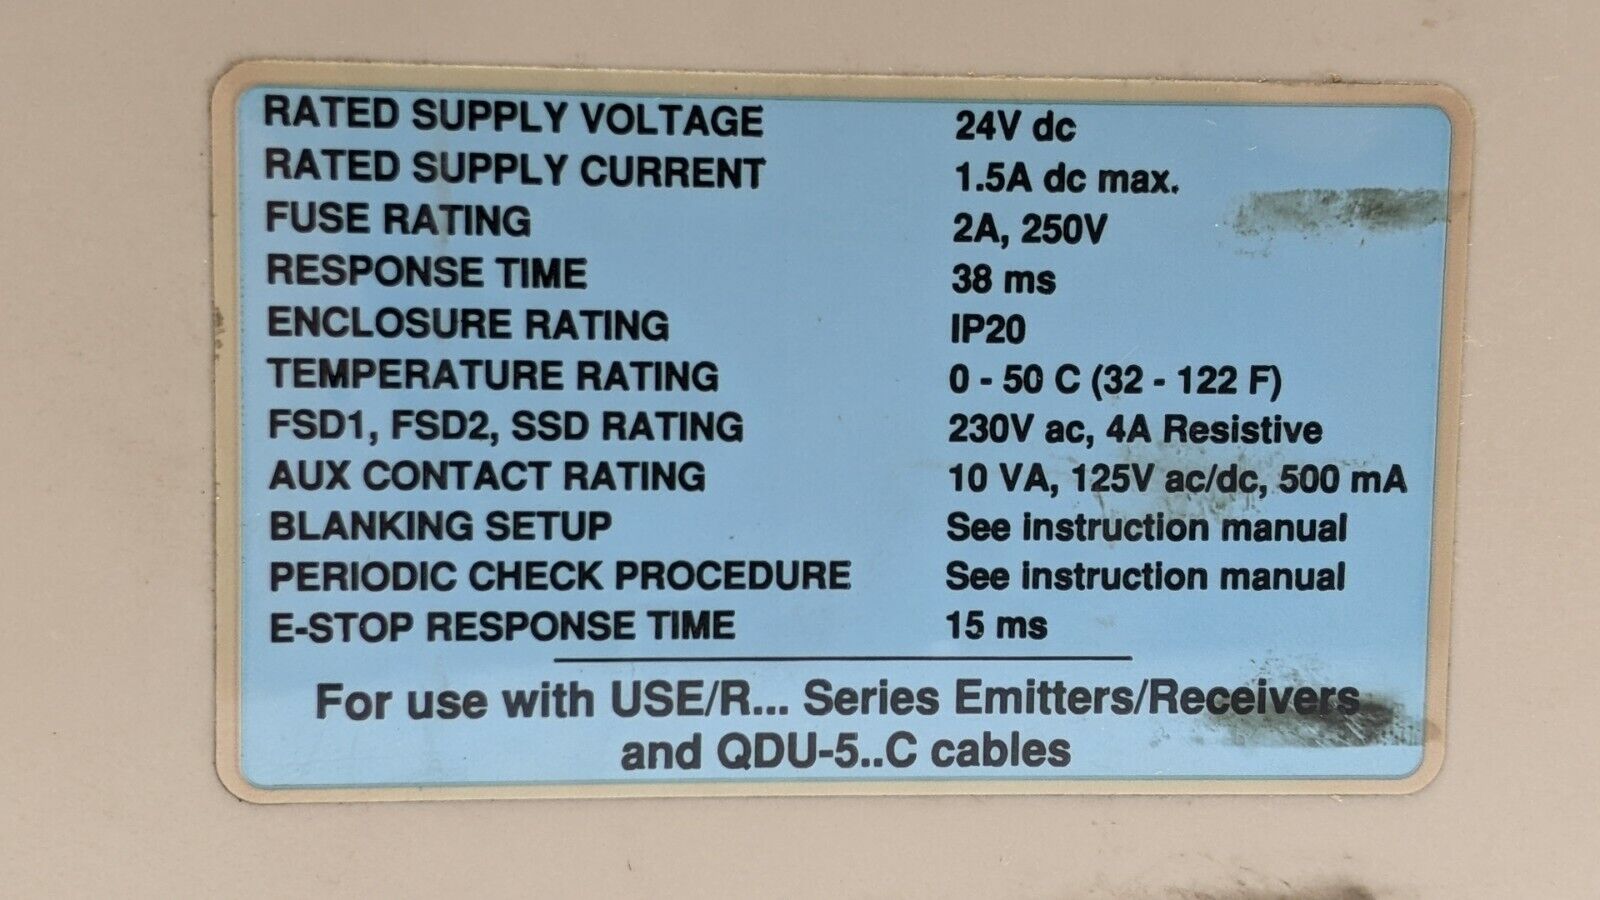 RATED SUPPLY VOLTAGE 24V dc
RATED SUPPLY CURRENT 1.5A dc max.
FUSE RATING 2A, 250V
RESPONSE TIME 38 ms
ENCLOSURE RATING IP20
TEMPERATURE RATING 0 - 50 C (32 - 122 F)
FSD1, FSD2, SSD RATING 230V ac, 4A Resistive
AUX CONTACT RATING 10 VA, 125V ac/dc, 500 mA
BLANKING SETUP See instruction manual
PERIODIC CHECK PROCEDURE See instruction manual
E-STOP RESPONSE TIME 15 ms
For use with USE/R... Series Emitters/Receivers
and QDU-5..C cables